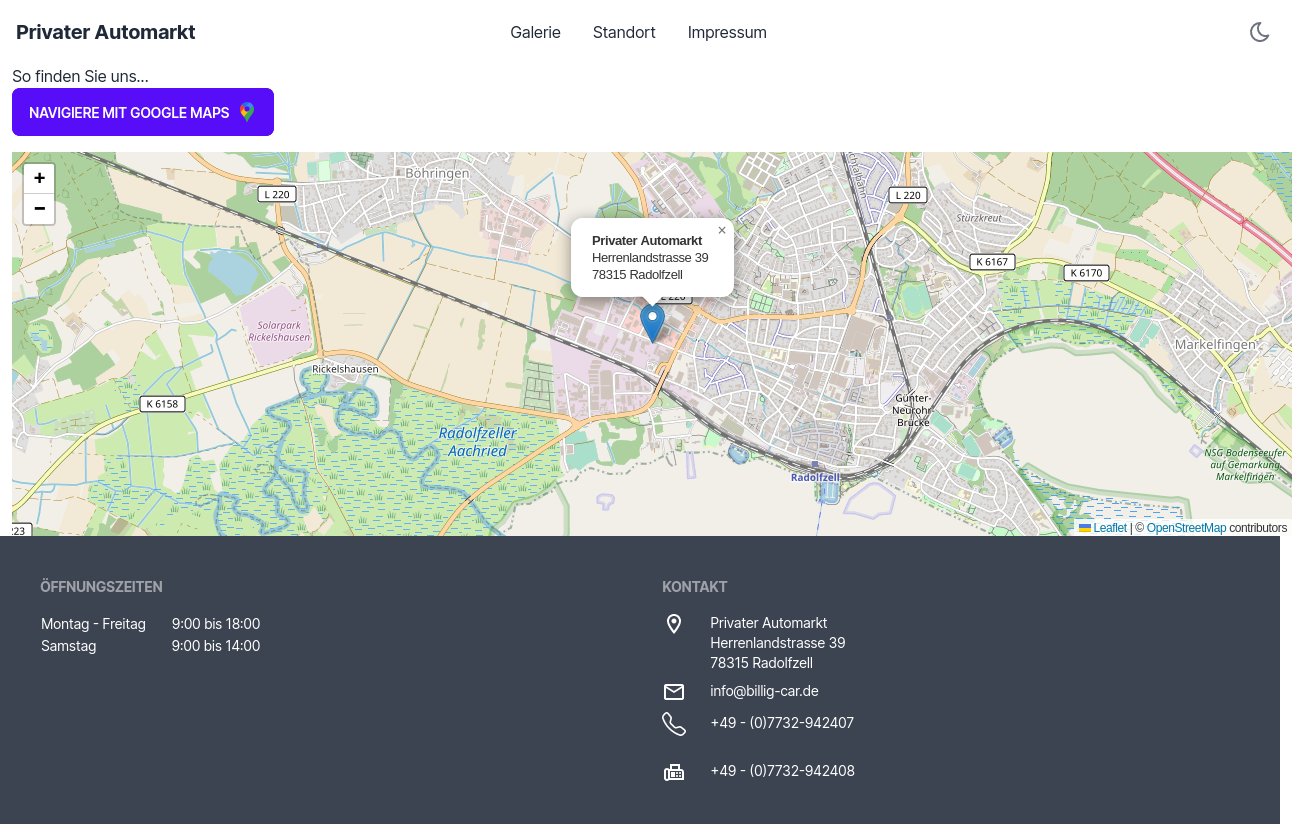 Privater Automarkt
Galerie
Standort
Impressum
So finden Sie uns...
NAVIGIERE MIT GOOGLE MAPS
+
−
L 220
Böhringen
L 220
Stürzkreut
K 6167
K 6170
×
Privater Automarkt
Herrenlandstrasse 39
78315 Radolfzell
L 220
Solarpark
Rickelshausen
Rickelshausen
Markelfingen
K 6158
Günter-
Neurohr-
Brücke
Radolfzeller
Aachried
Radolfzell
NSG Bodenseeufer
auf Gemarkung
Markelfingen
23
Leaflet | © OpenStreetMap contributors
ÖFFNUNGSZEITEN
Montag - Freitag 9:00 bis 18:00
Samstag 9:00 bis 14:00
KONTAKT
Privater Automarkt
Herrenlandstrasse 39
78315 Radolfzell
info@billig-car.de
+49 - (0)7732-942407
+49 - (0)7732-942408